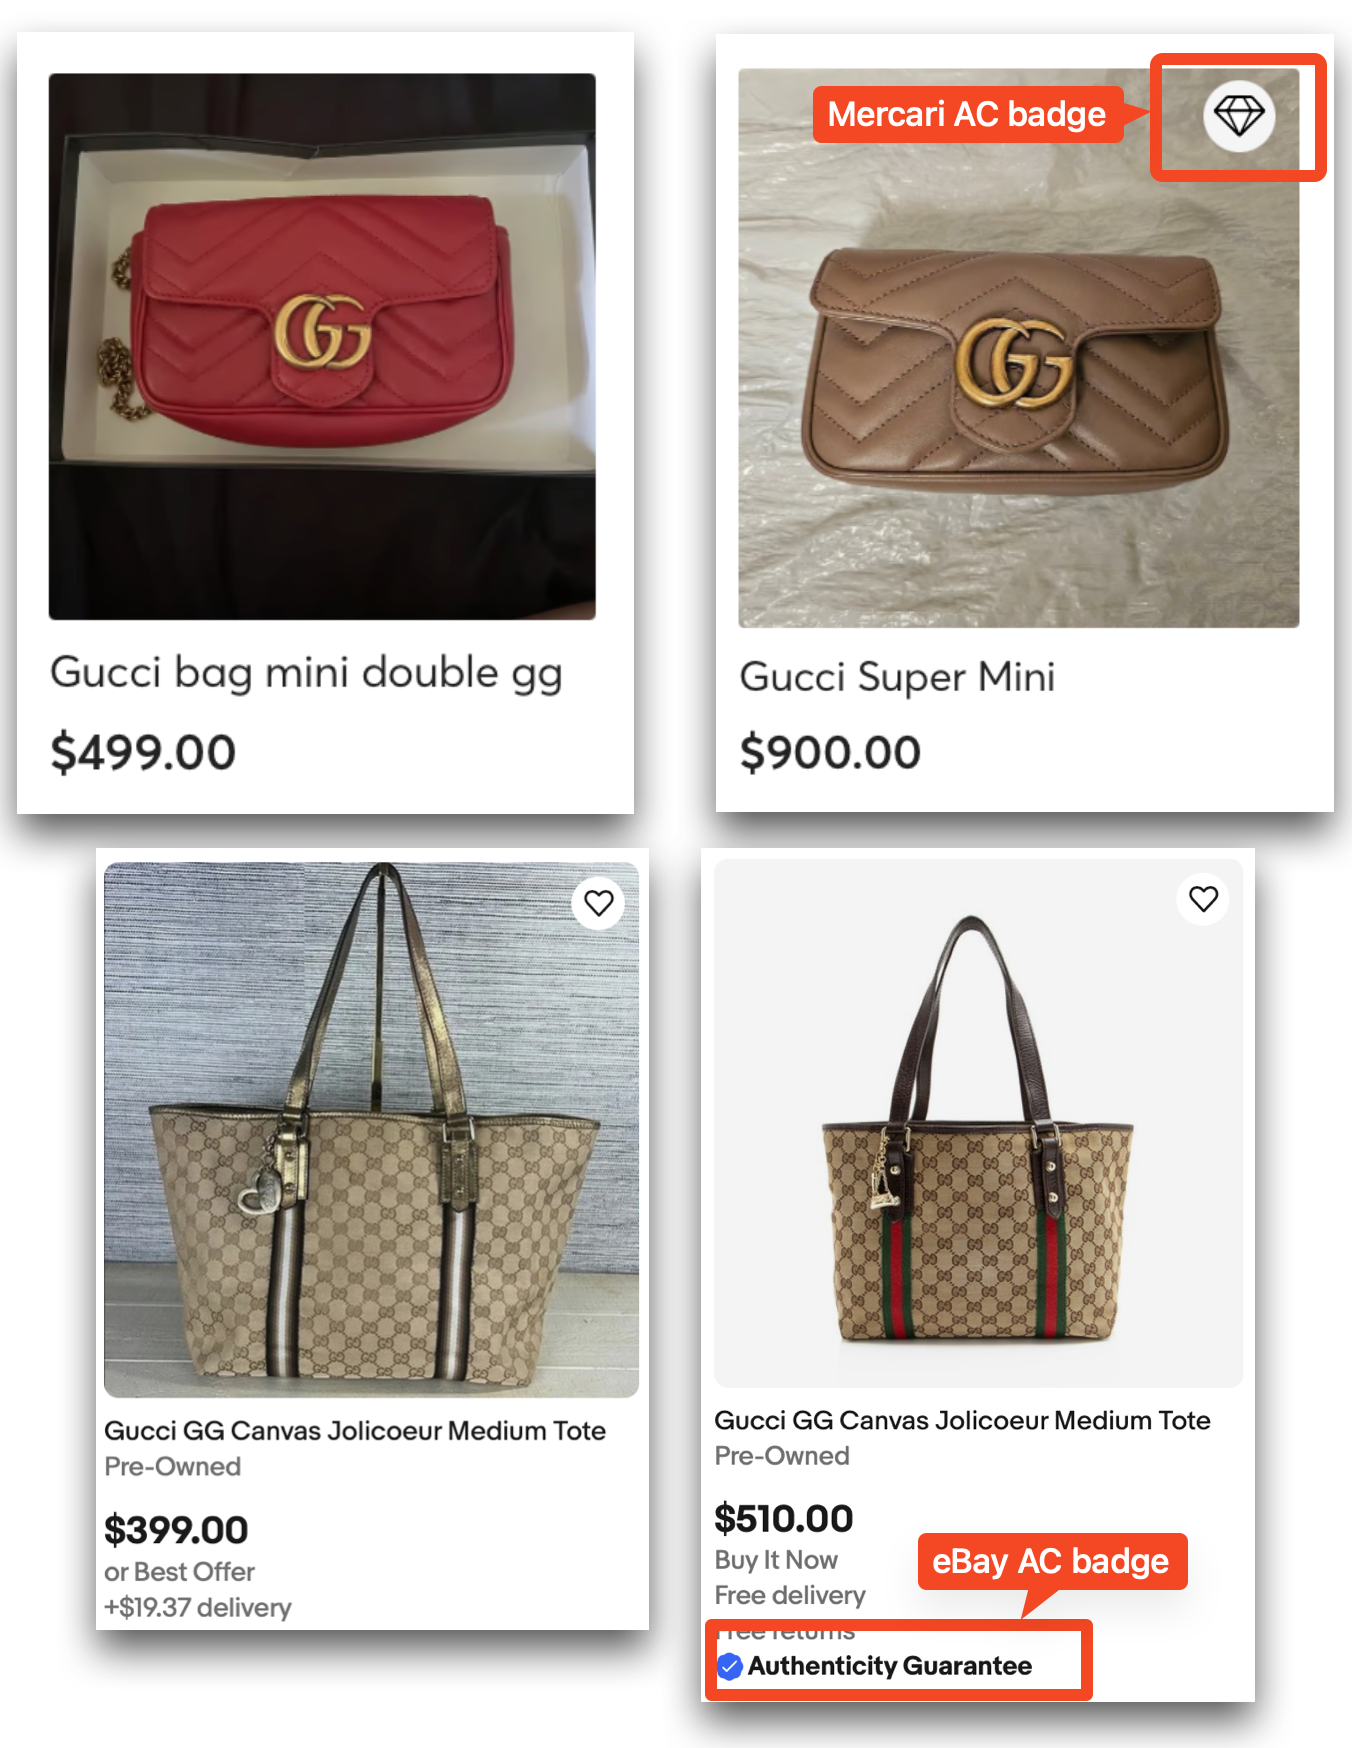 Mercari AC badge
Gucci bag mini double gg
$499.00
Gucci Super Mini
$900.00
Gucci GG Canvas Jolicoeur Medium Tote
Pre-Owned
$399.00
or Best Offer
+$19.37 delivery
Gucci GG Canvas Jolicoeur Medium Tote
Pre-Owned
$510.00
Buy It Now
Free delivery
eBay AC badge
Free returns
Authenticity Guarantee